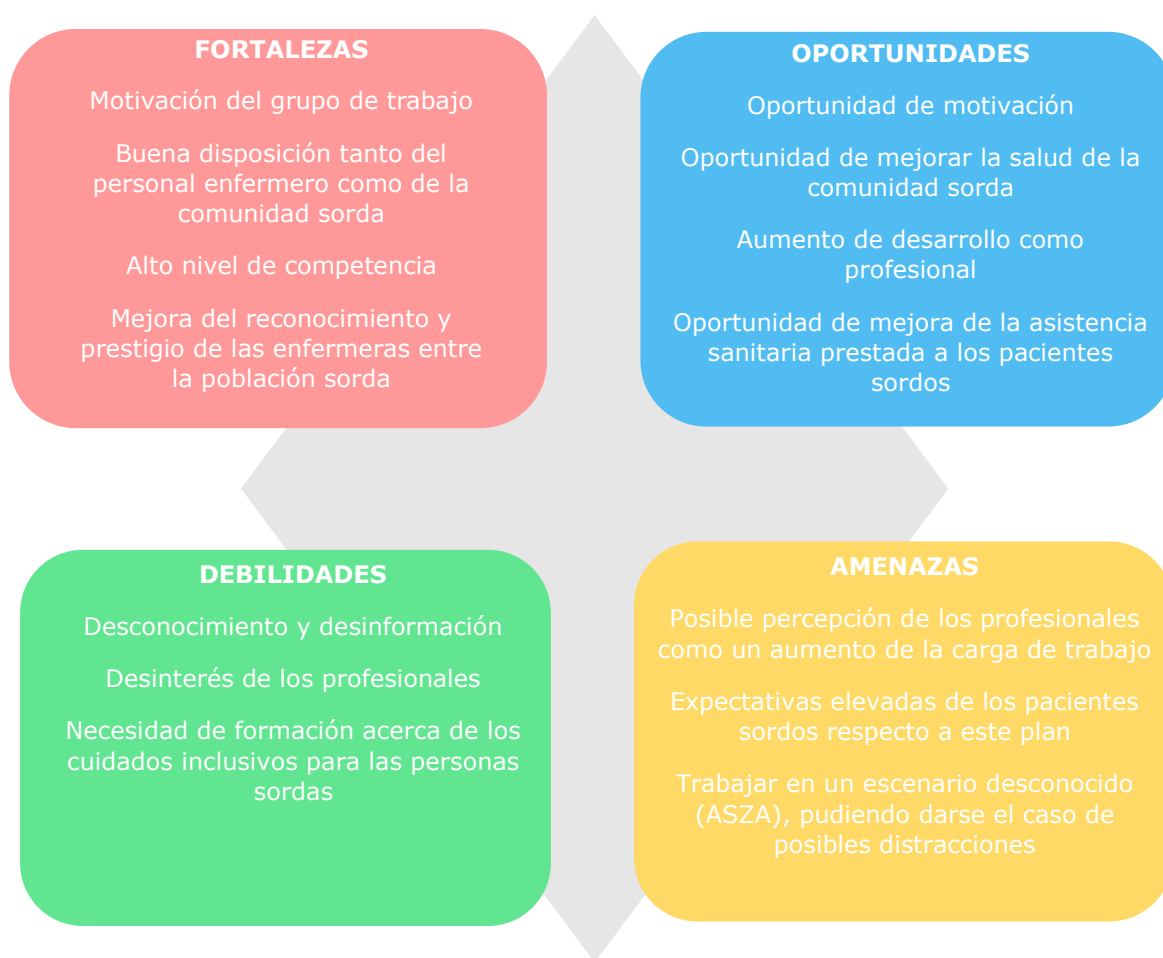 FORTALEZAS
Motivación del grupo de trabajo
Buena disposición tanto del
personal enfermero como de la
comunidad sorda
Alto nivel de competencia
Mejora del reconocimiento y
prestigio de las enfermeras entre
la población sorda
OPORTUNIDADES
Oportunidad de motivación
Oportunidad de mejorar la salud de la
comunidad sorda
Aumento de desarrollo como
profesional
Oportunidad de mejora de la asistencia
sanitaria prestada a los pacientes
sordos
DEBILIDADES
Desconocimiento y desinformación
Desinterés de los profesionales
Necesidad de formación acerca de los
cuidados inclusivos para las personas
sordas
AMENAZAS
Posible percepción de los profesionales
como un aumento de la carga de trabajo
Expectativas elevadas de los pacientes
sordos respecto a este plan
Trabajar en un escenario desconocido
(ASZA), pudiendo darse el caso de
posibles distracciones